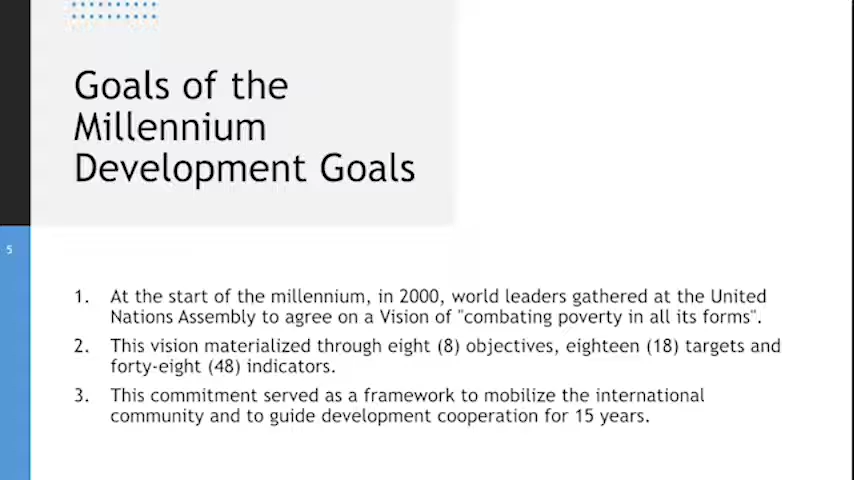 Goals of the
Millennium
Development Goals
5
1. At the start of the millennium, in 2000, world leaders gathered at the United
Nations Assembly to agree on a Vision of "combating poverty in all its forms".
2. This vision materialized through eight (8) objectives, eighteen (18) targets and
forty-eight (48) indicators.
3. This commitment served as a framework to mobilize the international
community and to guide development cooperation for 15 years.